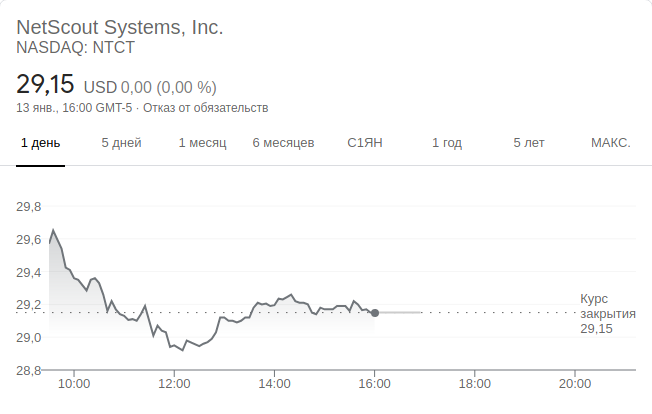 NetScout Systems, Inc.
NASDAQ: NTCT
29,15 USD 0,00 (0,00 %)
13 янв., 16:00 GMT-5 · Отказ от обязательств
1 день 5 дней 1 месяц 6 месяцев С1ЯН 1 год 5 лет МАКС.
29,8
29,6
29,4
29,2
29,0
28,8
Курс
закрытия
29,15
10:00 12:00 14:00 16:00 18:00 20:00